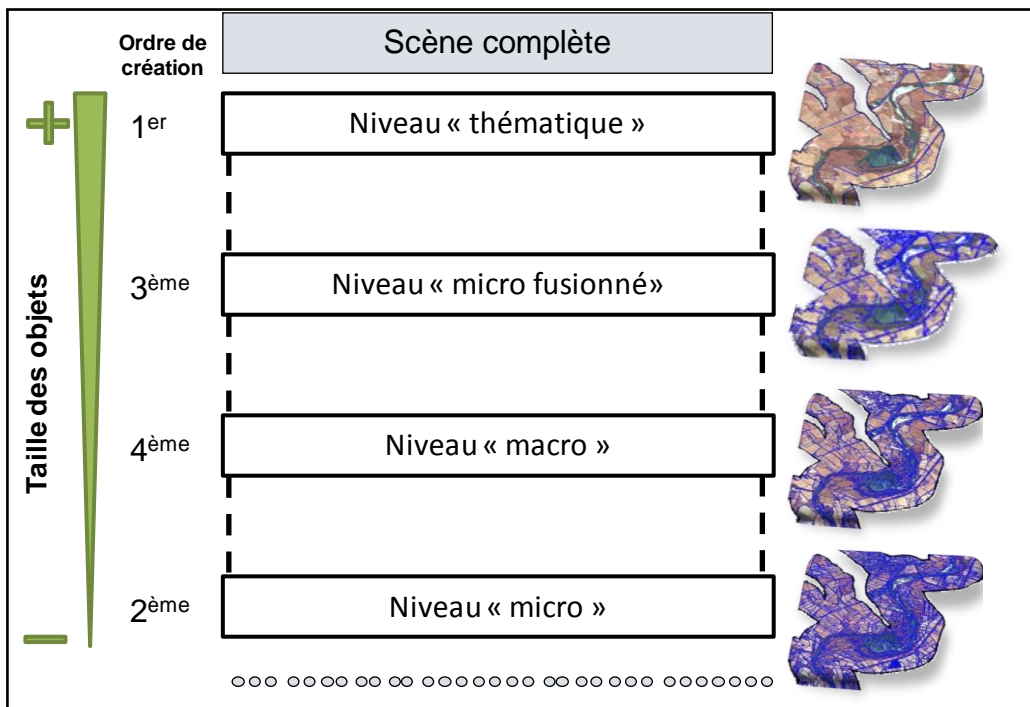 Ordre de
création
Scène complète
1er
Niveau « thématique »
3ème
Niveau « micro fusionné»
4ème
Niveau « macro »
2ème
Niveau « micro »
Taille des objets